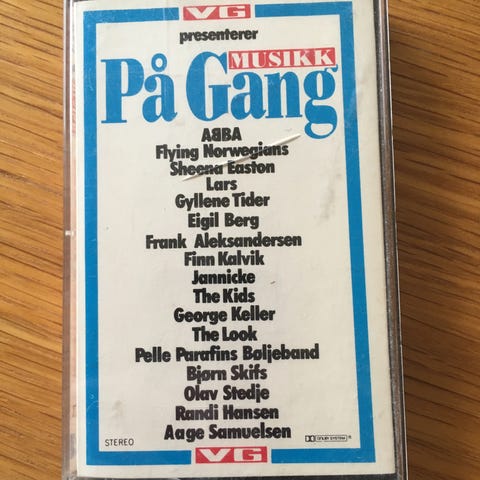 VG
presenterer
MUSIKK
På Gang
ABBA
Flying Norwegians
Sheena Easton
Lars
Gyllene Tider
Eigil Berg
Frank Aleksandersen
Finn Kalvik
Jannicke
The Kids
George Keller
The Look
Pelle Parafins Bøljeband
Bjørn Skifs
Olav Stedje
Randi Hansen
Aage Samuelsen
STEREO DOLBY SYSTEM ®
VG